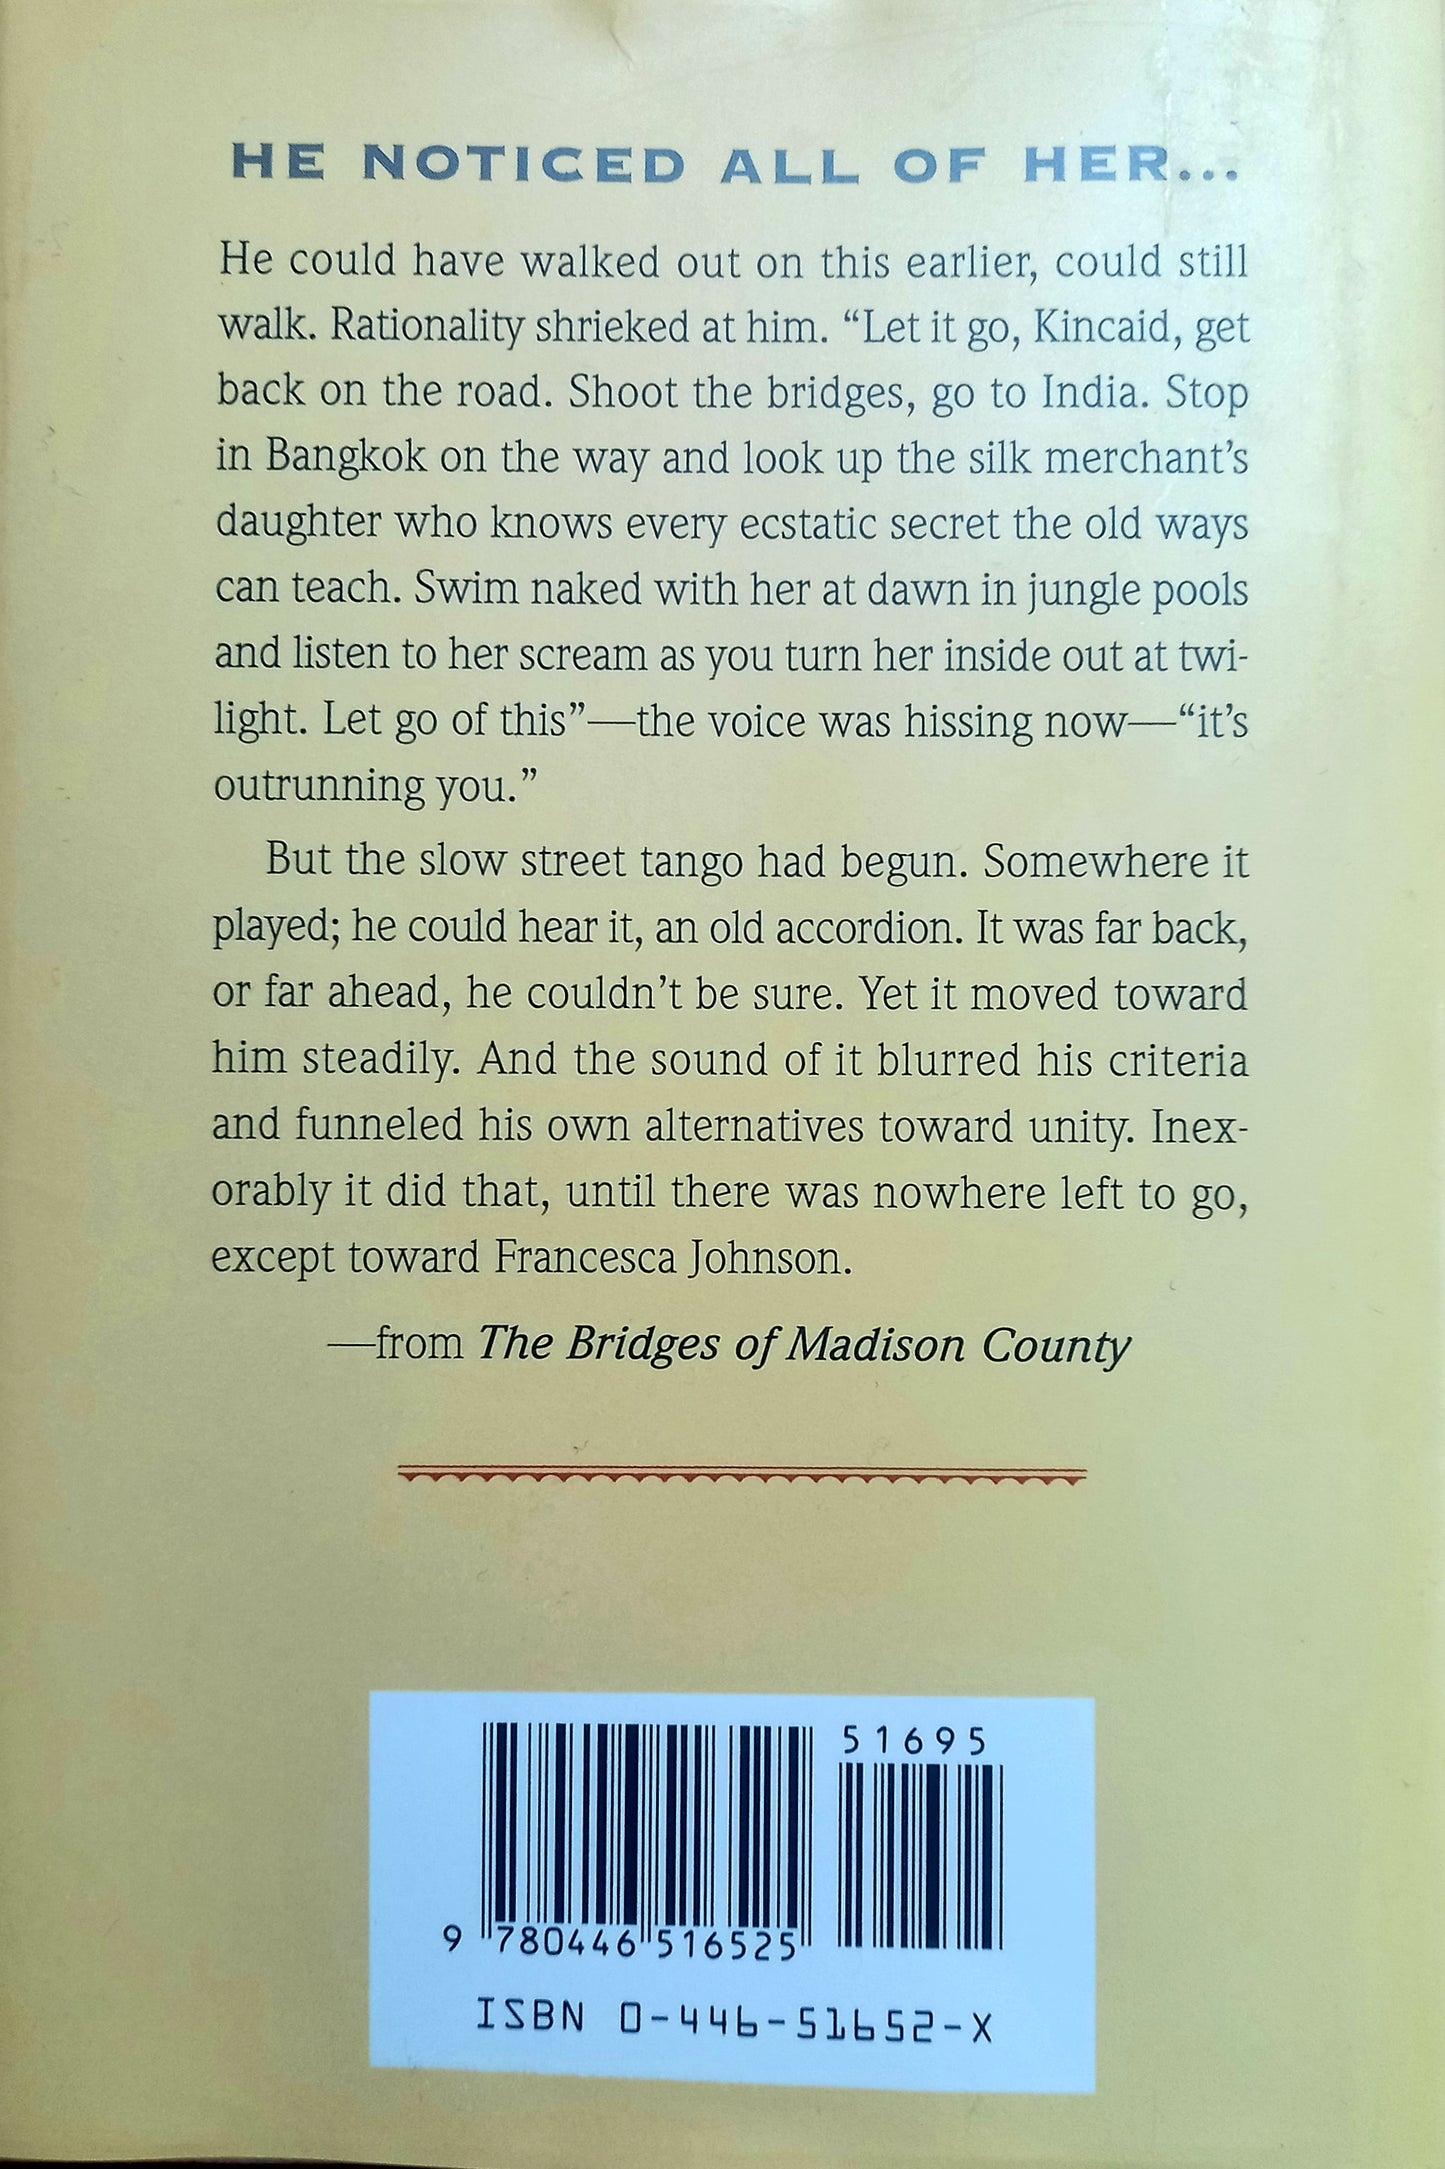 HE NOTICED ALL OF HER...
He could have walked out on this earlier, could still
walk. Rationality shrieked at him. “Let it go, Kincaid, get
back on the road. Shoot the bridges, go to India. Stop
in Bangkok on the way and look up the silk merchant’s
daughter who knows every ecstatic secret the old ways
can teach. Swim naked with her at dawn in jungle pools
and listen to her scream as you turn her inside out at twi-
light. Let go of this”—the voice was hissing now—“it’s
outrunning you.”
But the slow street tango had begun. Somewhere it
played; he could hear it, an old accordion. It was far back,
or far ahead, he couldn’t be sure. Yet it moved toward
him steadily. And the sound of it blurred his criteria
and funneled his own alternatives toward unity. Inex-
orably it did that, until there was nowhere left to go,
except toward Francesca Johnson.
—from The Bridges of Madison County
51695
9 780446 516525
ISBN 0-446-51652-X